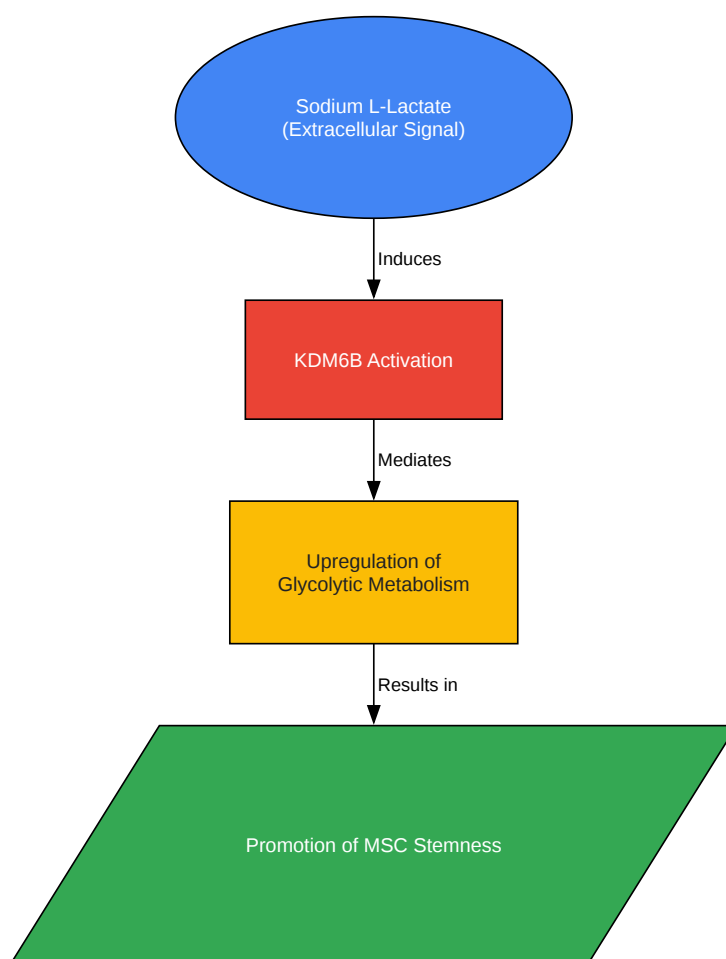 Sodium L-Lactate
(Extracellular Signal)
Induces
KDM6B Activation
Mediates
Upregulation of
Glycolytic Metabolism
Results in
Promotion of MSC Stemness